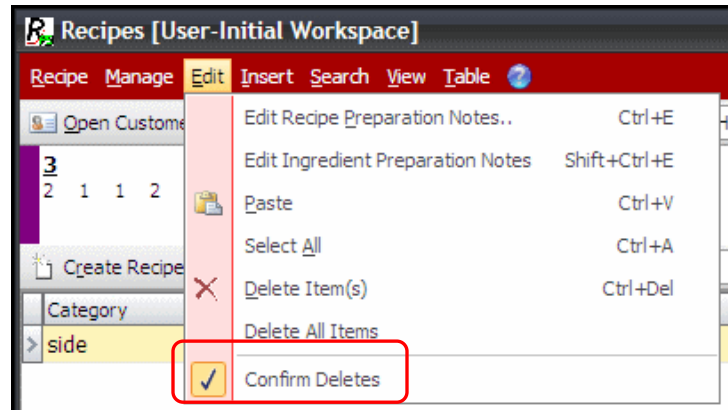 Recipes [User-Initial Workspace]
Recipe Manage Edit Insert Search View Table
Open Custome
3
2 1 1 2
Create Recipe
Category
side
Edit Recipe Preparation Notes.. Ctrl+E
Edit Ingredient Preparation Notes Shift+Ctrl+E
Paste Ctrl+V
Select All Ctrl+A
Delete Item(s) Ctrl+Del
Delete All Items
Confirm Deletes